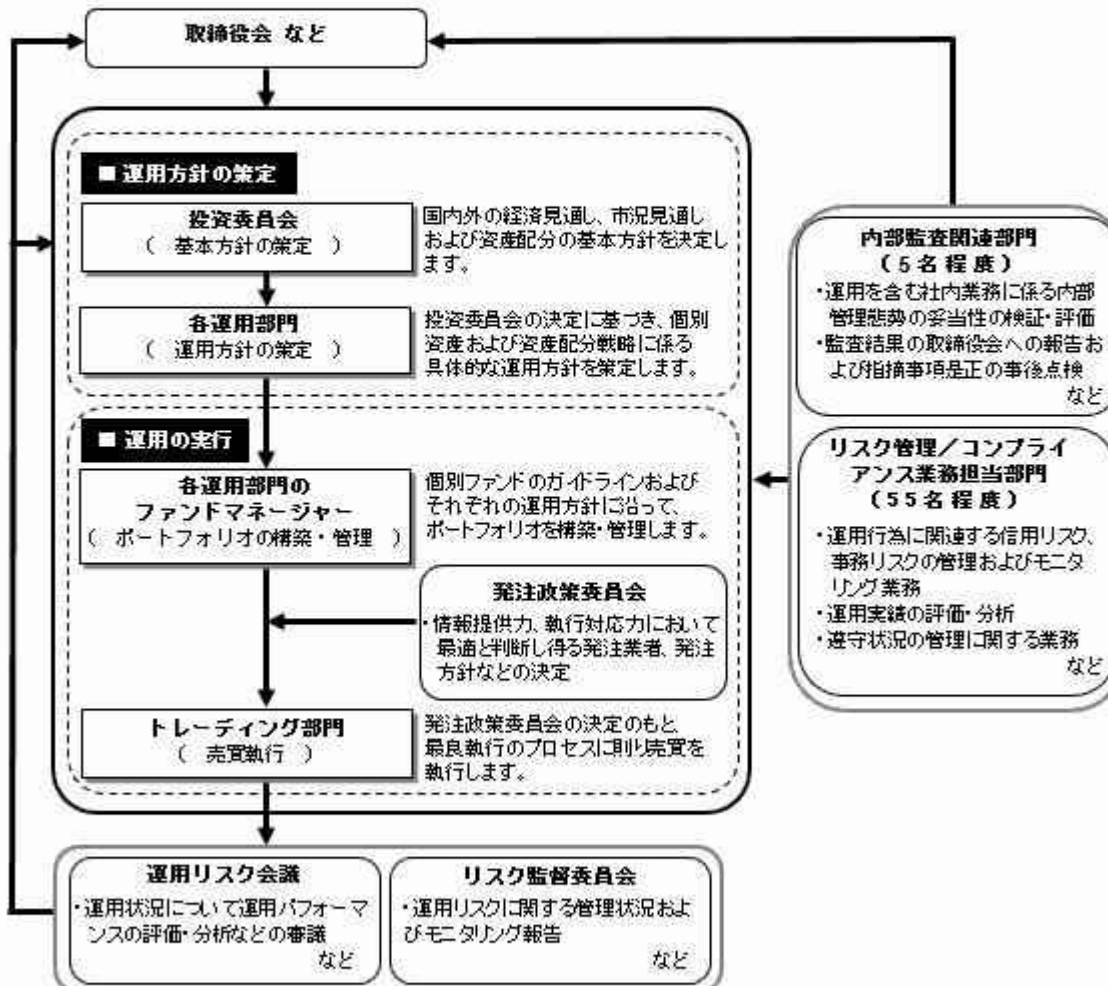 取締役会 など
■ 運用方針の策定
投資委員会
( 基本方針の策定 )
国内外の経済見通し、市況見通し
および資産配分の基本方針を決定し
ます。
各運用部門
( 運用方針の策定 )
投資委員会の決定に基づき、個別
資産および資産配分戦略に係る
具体的な運用方針を策定します。
■ 運用の実行
各運用部門の
ファンドマネージャー
( ポートフォリオの構築・管理 )
個別ファンドのガイドラインおよび
それぞれの運用方針に沿って、
ポートフォリオを構築・管理します。
発注政策委員会
・情報提供力、執行対応力において
最適と判断し得る発注業者、発注
方針などの決定
トレーディング部門
( 売買執行 )
発注政策委員会の決定のもと、
最良執行のプロセスに則り売買を
執行します。
運用リスク会議
・運用状況について運用パフォーマ
ンスの評価・分析などの審議
など
リスク監督委員会
・運用リスクに関する管理状況およ
びモニタリング報告
など
内部監査関連部門
(5名程度)
・運用を含む社内業務に係る内部
管理態勢の妥当性の検証・評価
・監査結果の取締役会への報告お
よび指摘事項是正の事後点検
など
リスク管理/コンプライ
アンス業務担当部門
(55名程度)
・運用行為に関連する信用リスク、
事務リスクの管理およびモニタ
リング業務
・運用実績の評価・分析
・遵守状況の管理に関する業務
など